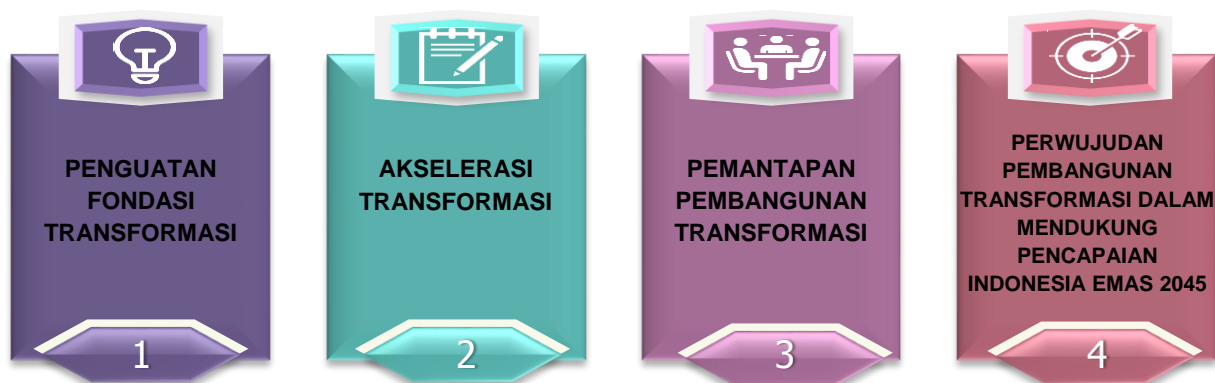 PENGUATAN
FONDASI
TRANSFORMASI
1
AKSELERASI
TRANSFORMASI
2
PEMANTAPAN
PEMBANGUNAN
TRANSFORMASI
3
PERWUJUDAN
PEMBANGUNAN
TRANSFORMASI DALAM
MENDUKUNG
PENCAPAIAN
INDONESIA EMAS 2045
4